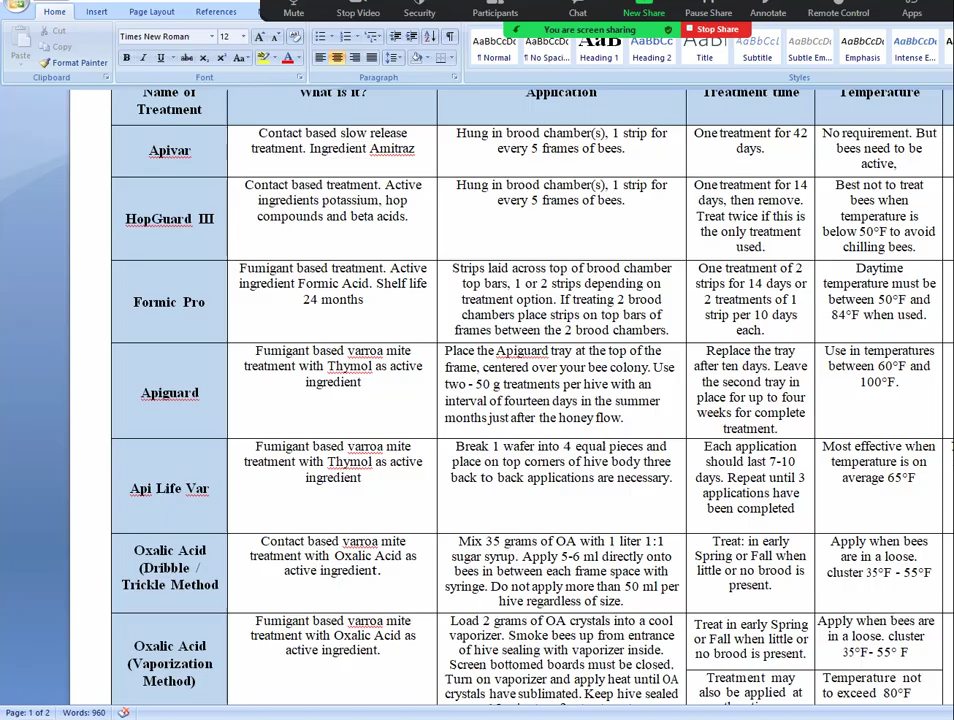 Mute Stop Video Security Participants Chat New Share Pause Share Annotate Remote Control Apps
You are screen sharing Stop Share
Home Insert Page Layout References
Cut
Copy
Paste
Format Painter
Clipboard
Times New Roman 12
Font
Paragraph
AaBbCcDc
¶ Normal
AaBbCcDc
¶ No Spaci...
AaBb
Heading 1
AaBbCc
Heading 2
AaBl
Title
AaBbCcl
Subtitle
AaBbCcDc
Subtle Em...
AaBbCcDc
Emphasis
AaBbCcDc
Intense E...
Styles
Name of
Treatment
What is it?
Application
Treatment time
Temperature
Apivar
Contact based slow release
treatment. Ingredient Amitraz
Hung in brood chamber(s), 1 strip for
every 5 frames of bees.
One treatment for 42
days.
No requirement. But
bees need to be
active,
HopGuard III
Contact based treatment. Active
ingredients potassium, hop
compounds and beta acids.
Hung in brood chamber(s), 1 strip for
every 5 frames of bees.
One treatment for 14
days, then remove.
Treat twice if this is
the only treatment
used.
Best not to treat
bees when
temperature is
below 50°F to avoid
chilling bees.
Formic Pro
Fumigant based treatment. Active
ingredient Formic Acid. Shelf life
24 months
Strips laid across top of brood chamber
top bars, 1 or 2 strips depending on
treatment option. If treating 2 brood
chambers place strips on top bars of
frames between the 2 brood chambers.
One treatment of 2
strips for 14 days or
2 treatments of 1
strip per 10 days
each.
Daytime
temperature must be
between 50°F and
84°F when used.
Apiguard
Fumigant based varroa mite
treatment with Thymol as active
ingredient
Place the Apiguard tray at the top of the
frame, centered over your bee colony. Use
two - 50 g treatments per hive with an
interval of fourteen days in the summer
months just after the honey flow.
Replace the tray
after ten days. Leave
the second tray in
place for up to four
weeks for complete
treatment.
Use in temperatures
between 60°F and
100°F.
Api Life Var
Fumigant based varroa mite
treatment with Thymol as active
ingredient
Break 1 wafer into 4 equal pieces and
place on top corners of hive body three
back to back applications are necessary.
Each application
should last 7-10
days. Repeat until 3
applications have
been completed
Most effective when
temperature is on
average 65°F
Oxalic Acid
(Dribble /
Trickle Method
Contact based varroa mite
treatment with Oxalic Acid as
active ingredient.
Mix 35 grams of OA with 1 liter 1:1
sugar syrup. Apply 5-6 ml directly onto
bees in between each frame space with
syringe. Do not apply more than 50 ml per
hive regardless of size.
Treat: in early
Spring or Fall when
little or no brood is
present.
Apply when bees
are in a loose.
cluster 35°F - 55°F
Oxalic Acid
(Vaporization
Method)
Fumigant based varroa mite
treatment with Oxalic Acid as
active ingredient.
Load 2 grams of OA crystals into a cool
vaporizer. Smoke bees up from entrance
of hive sealing with vaporizer inside.
Screen bottomed boards must be closed.
Turn on vaporizer and apply heat until OA
crystals have sublimated. Keep hive sealed
Treat in early Spring
or Fall when little or
no brood is present.
Treatment may
also be applied at
Apply when bees are
in a loose. cluster
35°F- 55° F
Temperature not
to exceed 80°F
Page: 1 of 2 Words: 960